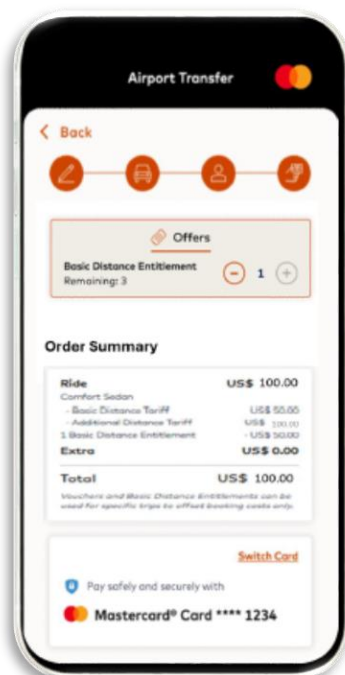 Airport Transfer
Back
Offers
Basic Distance Entitlement
Remaining: 3
1
Order Summary
Ride US$ 100.00
Comfort Sedan
- Basic Distance Tariff US$ 50.00
- Additional Distance Tariff US$ 100.00
1 Basic Distance Entitlement - US$ 50.00
Extra US$ 0.00
Total US$ 100.00
Vouchers and Basic Distance Entitlements can be
used for specific trips to offset booking costs only.
Switch Card
Pay safely and securely with
Mastercard® Card **** 1234